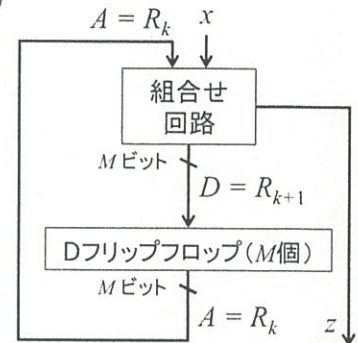 A = R_k
x
組合せ
回路
Mビット
D = R_{k+1}
Dフリップフロップ(M個)
Mビット
A = R_k
z